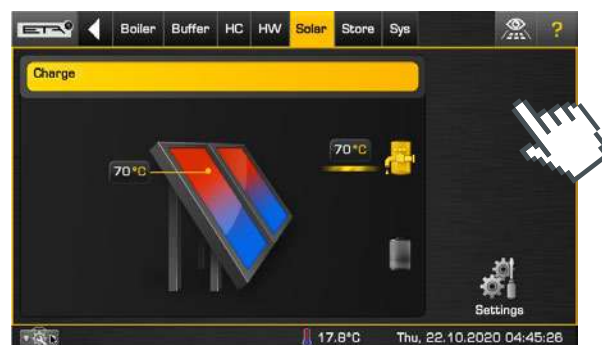 ETA Boiler Buffer HC HW Solar Store Sys ?
Charge
70°C
70°C
Settings
17.8°C Thu, 22.10.2020 04:45:26